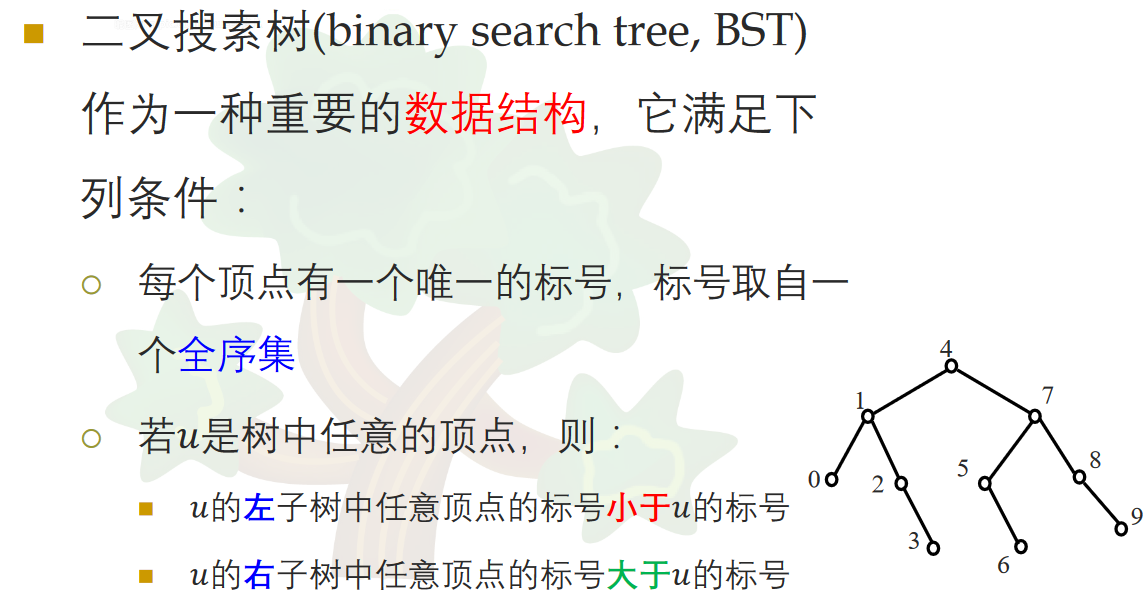 二叉搜索树(binary search tree, BST)
作为一种重要的数据结构，它满足下
列条件：
每个顶点有一个唯一的标号，标号取自一
个全序集
若u是树中任意的顶点，则：
u的左子树中任意顶点的标号小于u的标号
u的右子树中任意顶点的标号大于u的标号
4
1 7
0 2 5 8
3 6 9